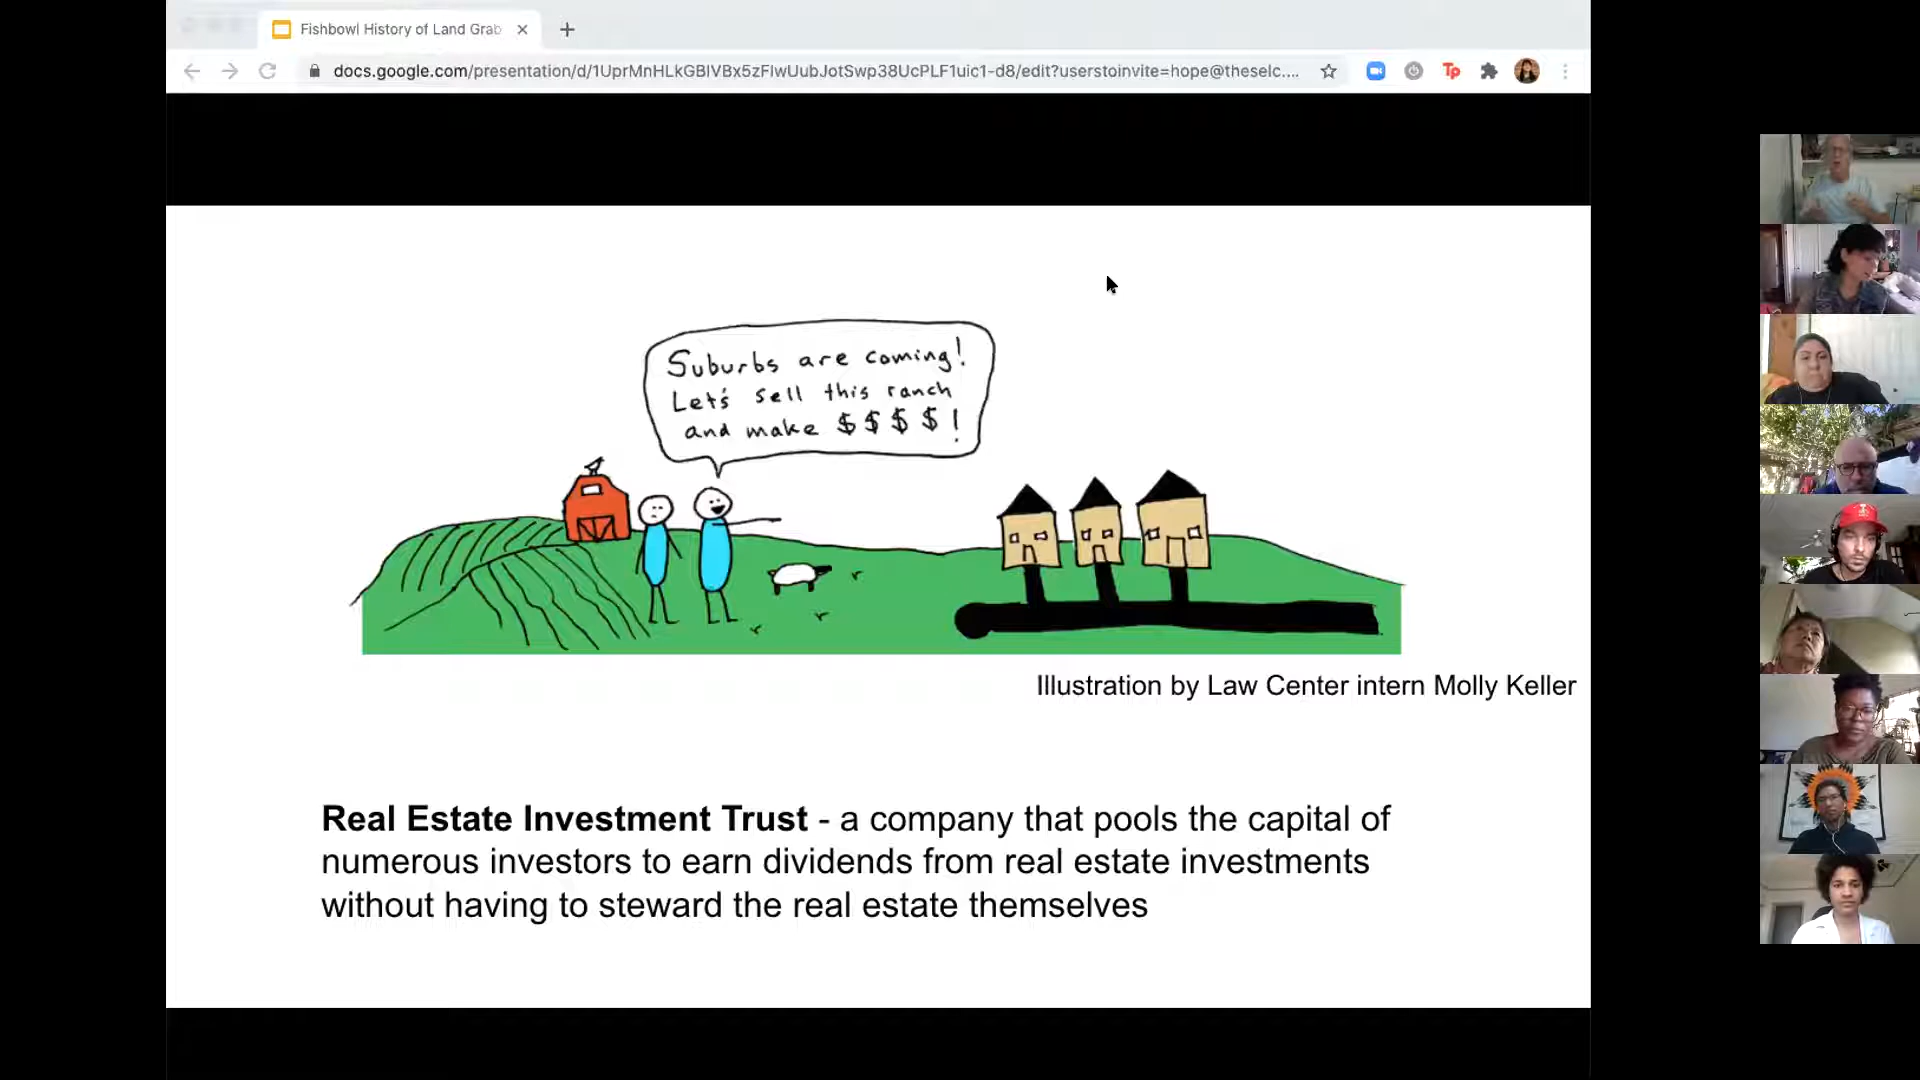 Fishbowl History of Land Grab
docs.google.com/presentation/d/1UprMnHLkGBlVBx5zFlwUubJotSwp38UcPLF1uic1-d8/edit?userstoinvite=hope@theselc....
Tp
Suburbs are coming!
Let's sell this ranch
and make $$$$!
Illustration by Law Center intern Molly Keller
Real Estate Investment Trust - a company that pools the capital of
numerous investors to earn dividends from real estate investments
without having to steward the real estate themselves